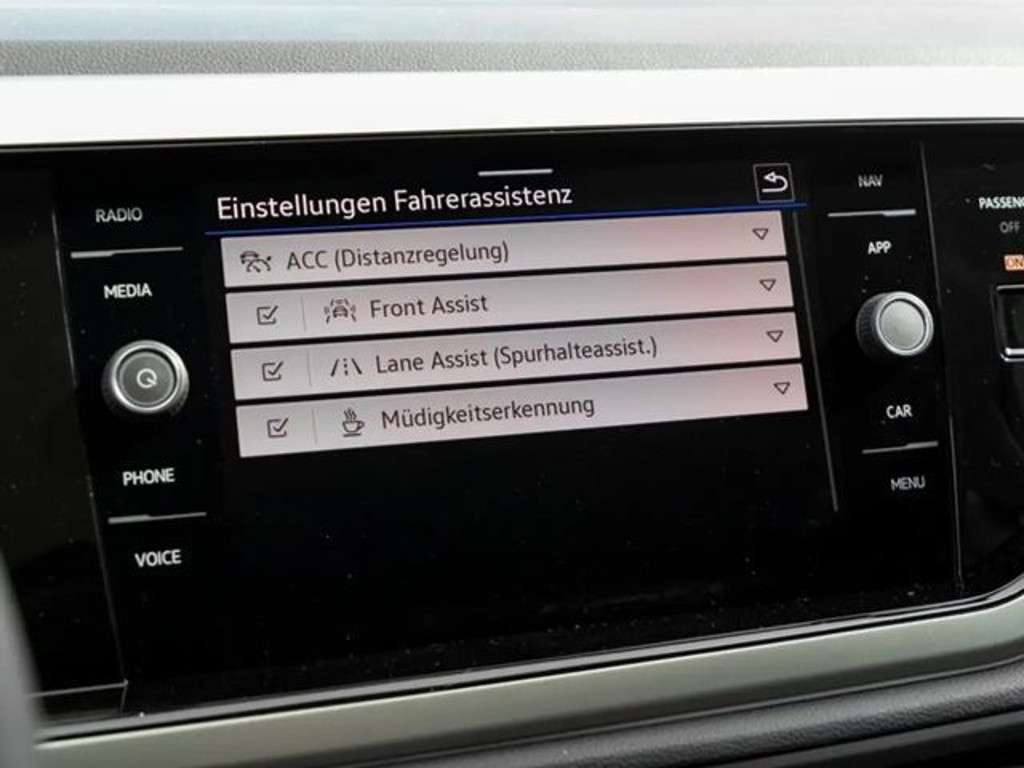 RADIO
MEDIA
PHONE
VOICE
Einstellungen Fahrerassistenz
ACC (Distanzregelung)
Front Assist
Lane Assist (Spurhalteassist.)
Müdigkeitserkennung
NAV
APP
CAR
MENU
OFF
ON